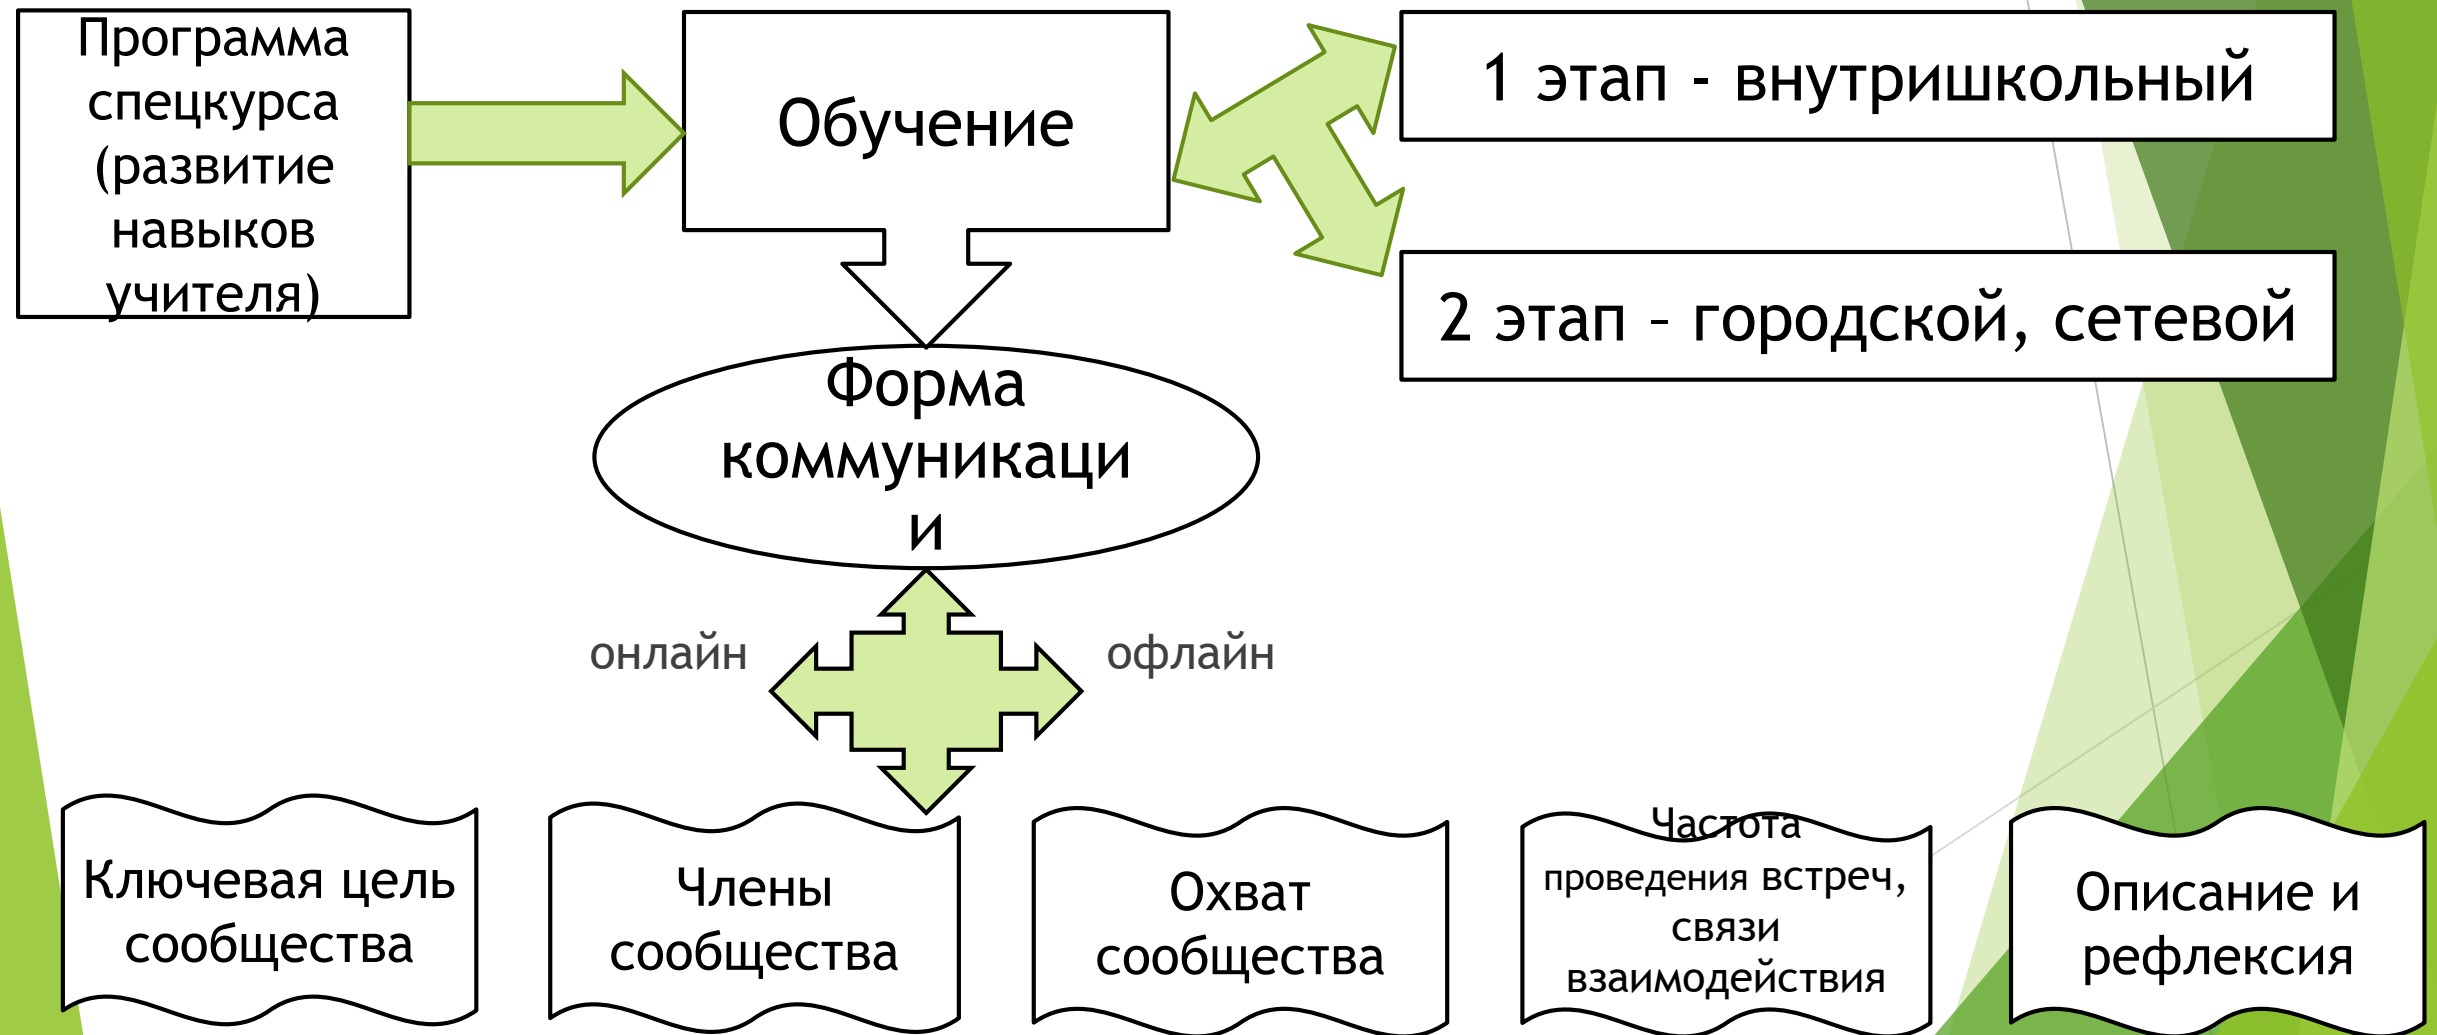 Программа
спецкурса
(развитие
навыков
учителя)
Обучение
1 этап - внутришкольный
2 этап – городской, сетевой
Форма
коммуникаци
и
онлайн
офлайн
Ключевая цель
сообщества
Члены
сообщества
Охват
сообщества
Частота
проведения встреч,
связи
взаимодействия
Описание и
рефлексия